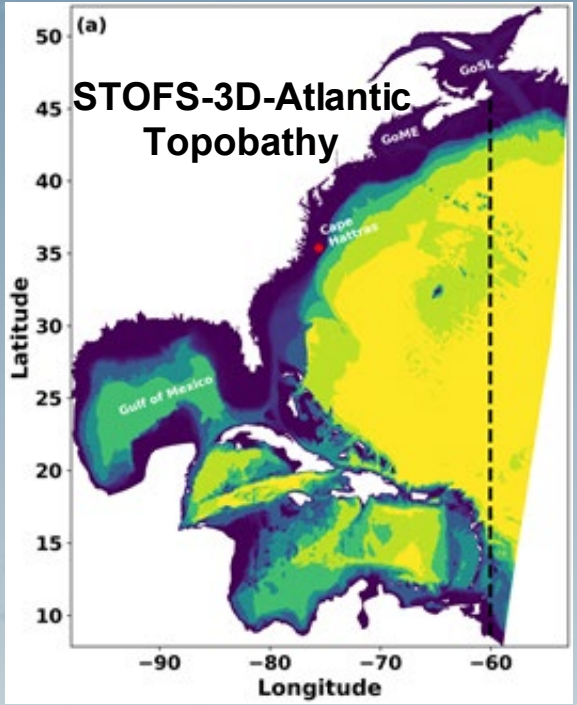 (a)
50
GoSL
STOFS-3D-Atlantic
Topobathy
45
GoME
40
Cape
Hattras
35
Latitude
30
Gulf of Mexico
25
20
15
10
−90
−80
−70
−60
Longitude